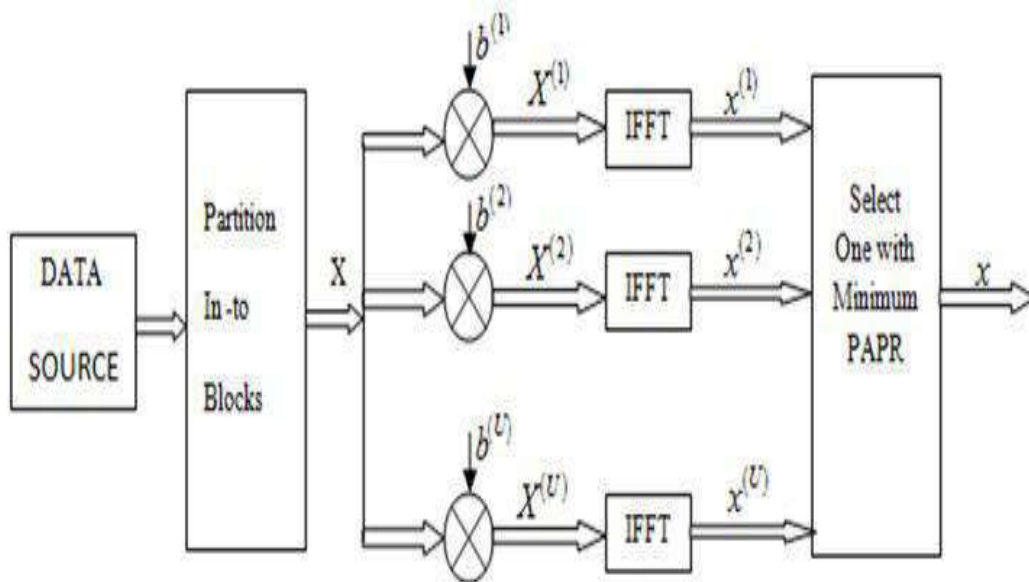 DATA
SOURCE
Partition
In -to
Blocks
X
b^(1)
X^(1)
IFFT
x^(1)
b^(2)
X^(2)
IFFT
x^(2)
b^(U)
X^(U)
IFFT
x^(U)
Select
One with
Minimum
PAPR
x